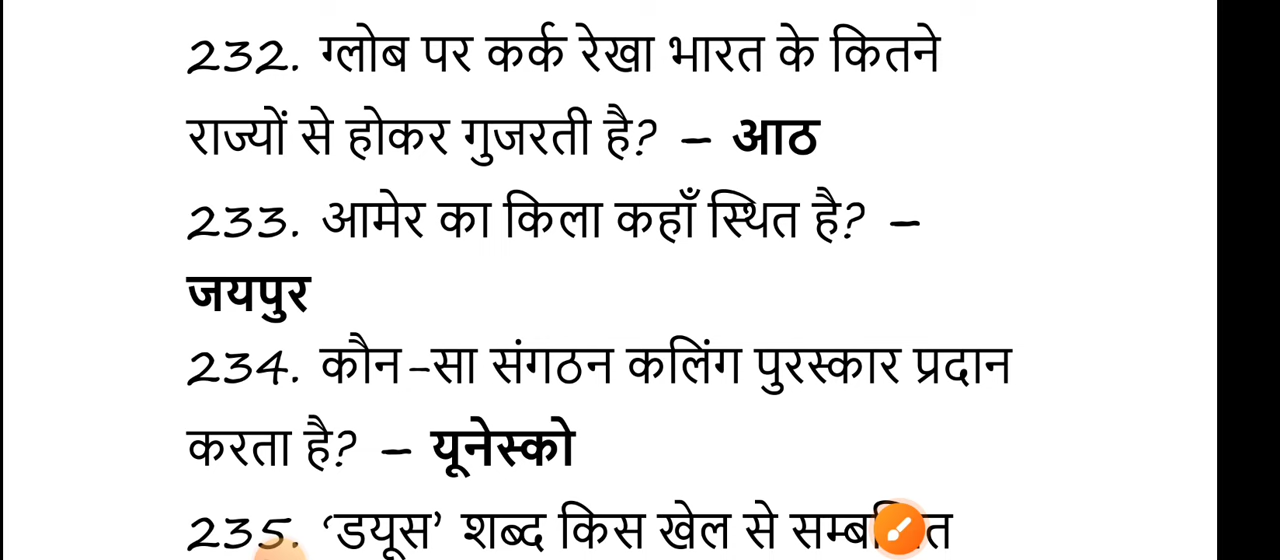 232. ग्लोब पर कर्क रेखा भारत के कितने
राज्यों से होकर गुजरती है? – आठ
233. आमेर का किला कहाँ स्थित है? –
जयपुर
234. कौन-सा संगठन कलिंग पुरस्कार प्रदान
करता है? – यूनेस्को
235. ‘डयूस’ शब्द किस खेल से